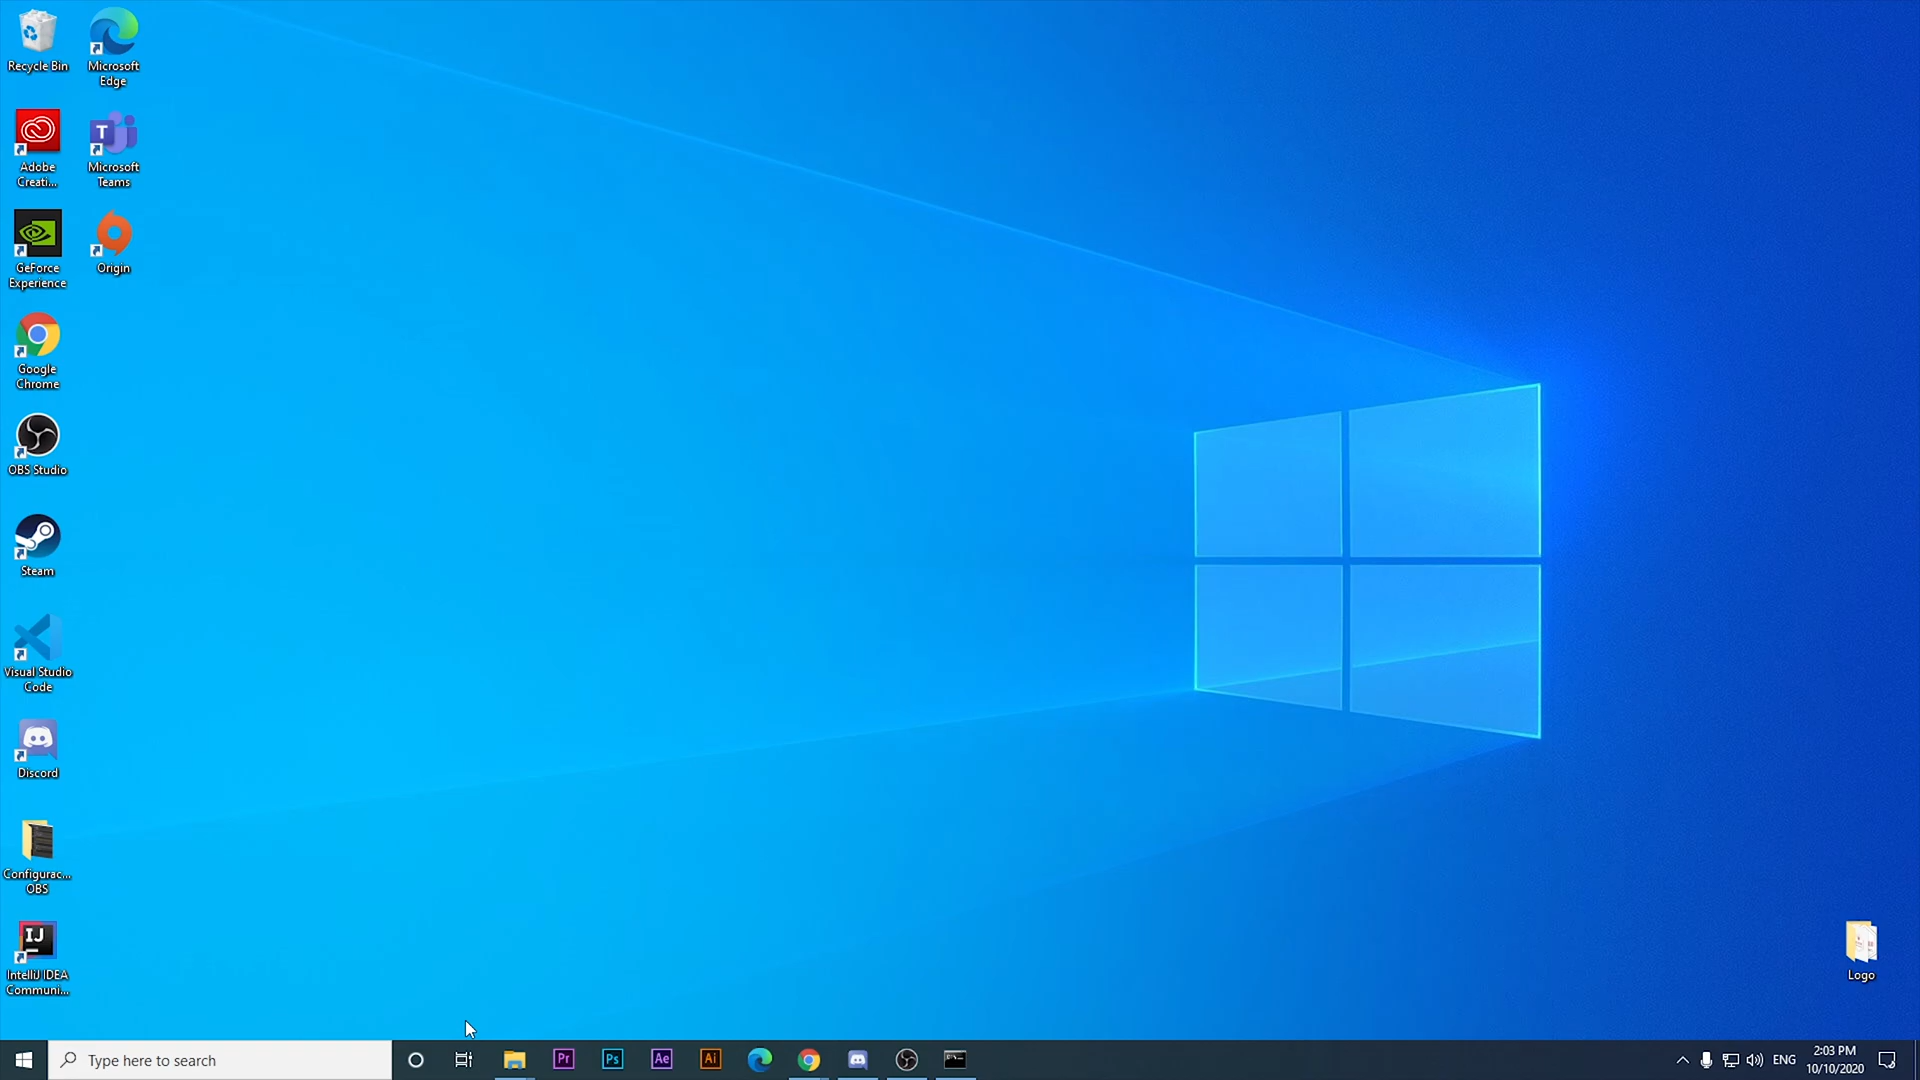 Recycle Bin
Microsoft
Edge
Adobe
Creati...
Microsoft
Teams
GeForce
Experience
Origin
Google
Chrome
OBS Studio
Steam
Visual Studio
Code
Discord
Configurac...
OBS
IJ
IntelliJ IDEA
Communi...
Logo
Type here to search
Pr
Ps
Ae
Ai
ENG
2:03 PM
10/10/2020